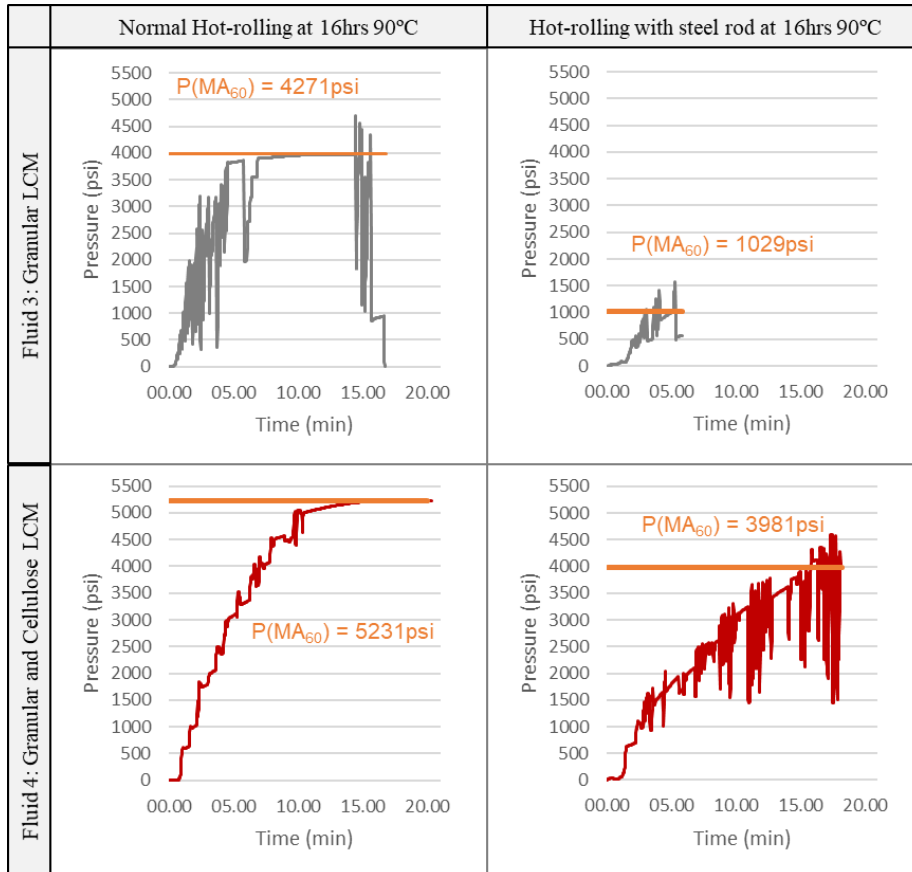 Normal Hot-rolling at 16hrs 90°C
Hot-rolling with steel rod at 16hrs 90°C
Fluid 3: Granular LCM
P(MA60) = 4271psi
Pressure (psi)
5500
5000
4500
4000
3500
3000
2500
2000
1500
1000
500
0
00.00 05.00 10.00 15.00 20.00
Time (min)
P(MA60) = 1029psi
Pressure (psi)
5500
5000
4500
4000
3500
3000
2500
2000
1500
1000
500
0
00.00 05.00 10.00 15.00 20.00
Time (min)
Fluid 4: Granular and Cellulose LCM
P(MA60) = 5231psi
Pressure (psi)
5500
5000
4500
4000
3500
3000
2500
2000
1500
1000
500
0
00.00 05.00 10.00 15.00 20.00
Time (min)
P(MA60) = 3981psi
Pressure (psi)
5500
5000
4500
4000
3500
3000
2500
2000
1500
1000
500
0
00.00 05.00 10.00 15.00 20.00
Time (min)